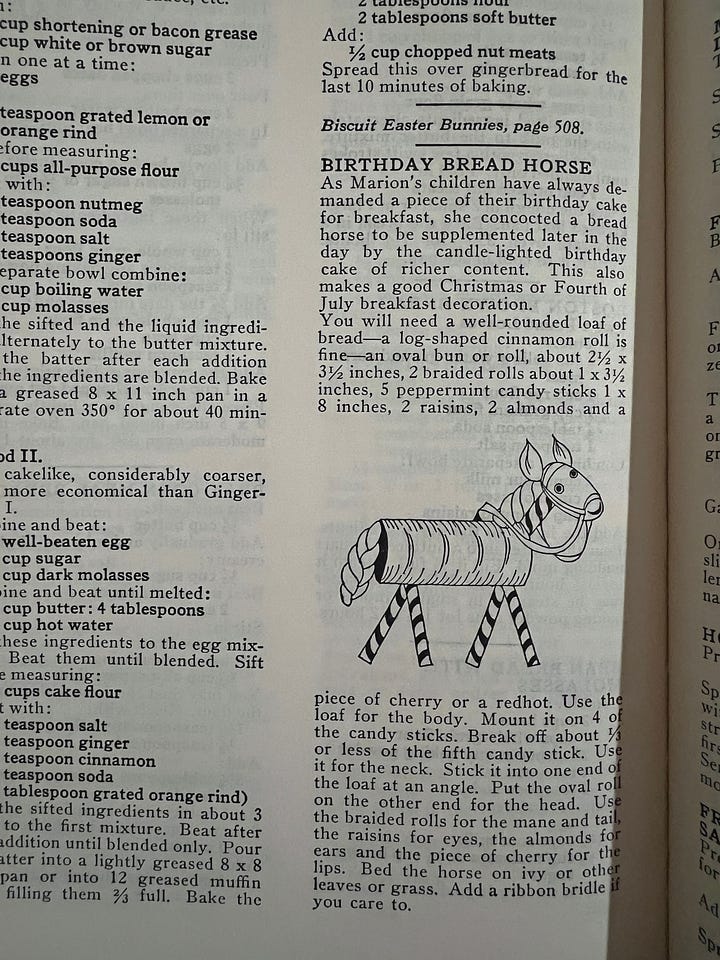 cup shortening or bacon grease
cup white or brown sugar
n one at a time:
eggs
teaspoon grated lemon or
orange rind
efore measuring:
cups all-purpose flour
with:
teaspoon nutmeg
teaspoon soda
teaspoon salt
teaspoons ginger
eparate bowl combine:
cup boiling water
cup molasses
he sifted and the liquid ingredi-
lternately to the butter mixture.
the batter after each addition
he ingredients are blended. Bake
a greased 8 x 11 inch pan in a
rate oven 350° for about 40 min-
d II.
cakelike, considerably coarser,
more economical than Ginger-
I.
ine and beat:
well-beaten egg
cup sugar
cup dark molasses
ine and beat until melted:
cup butter: 4 tablespoons
cup hot water
these ingredients to the egg mix-
Beat them until blended. Sift
e measuring:
cups cake flour
t with:
teaspoon salt
teaspoon ginger
teaspoon cinnamon
teaspoon soda
tablespoon grated orange rind)
the sifted ingredients in about 3
to the first mixture. Beat after
addition until blended only. Pour
atter into a lightly greased 8 x 8
pan or into 12 greased muffin
filling them ⅔ full. Bake the
2 tablespoons flour
2 tablespoons soft butter
Add:
½ cup chopped nut meats
Spread this over gingerbread for the
last 10 minutes of baking.
Biscuit Easter Bunnies, page 508.
BIRTHDAY BREAD HORSE
As Marion's children have always de-
manded a piece of their birthday cake
for breakfast, she concocted a bread
horse to be supplemented later in the
day by the candle-lighted birthday
cake of richer content. This also
makes a good Christmas or Fourth of
July breakfast decoration.
You will need a well-rounded loaf of
bread—a log-shaped cinnamon roll is
fine—an oval bun or roll, about 2½ x
3½ inches, 2 braided rolls about 1 x 3½
inches, 5 peppermint candy sticks 1 x
8 inches, 2 raisins, 2 almonds and a
piece of cherry or a redhot. Use the
loaf for the body. Mount it on 4 of
the candy sticks. Break off about ⅓
or less of the fifth candy stick. Use
it for the neck. Stick it into one end of
the loaf at an angle. Put the oval roll
on the other end for the head. Use
the braided rolls for the mane and tail,
the raisins for eyes, the almonds for
ears and the piece of cherry for the
lips. Bed the horse on ivy or other
leaves or grass. Add a ribbon bridle if
you care to.